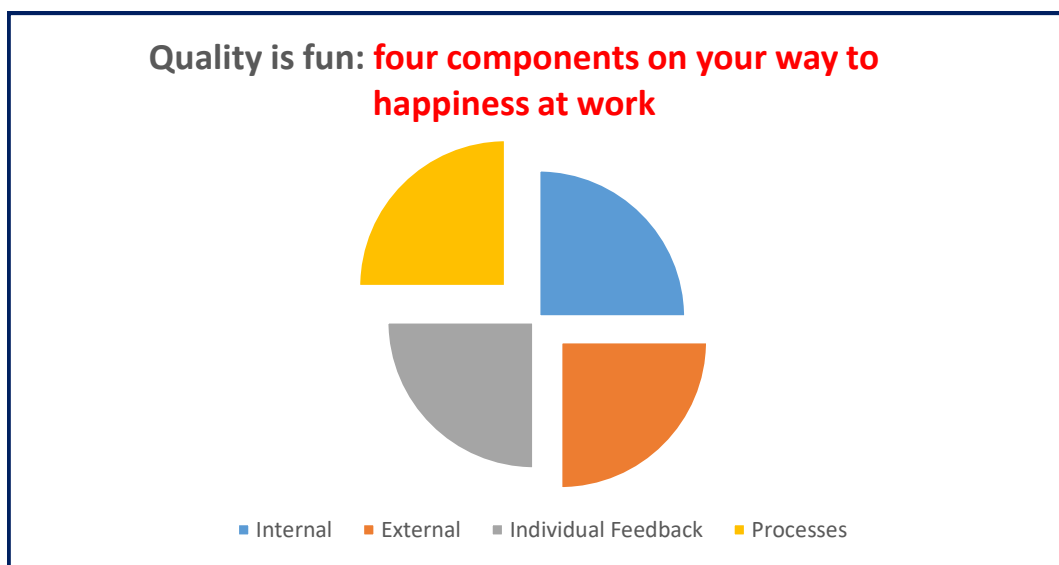 Quality is fun: four components on your way to
happiness at work
Internal External Individual Feedback Processes